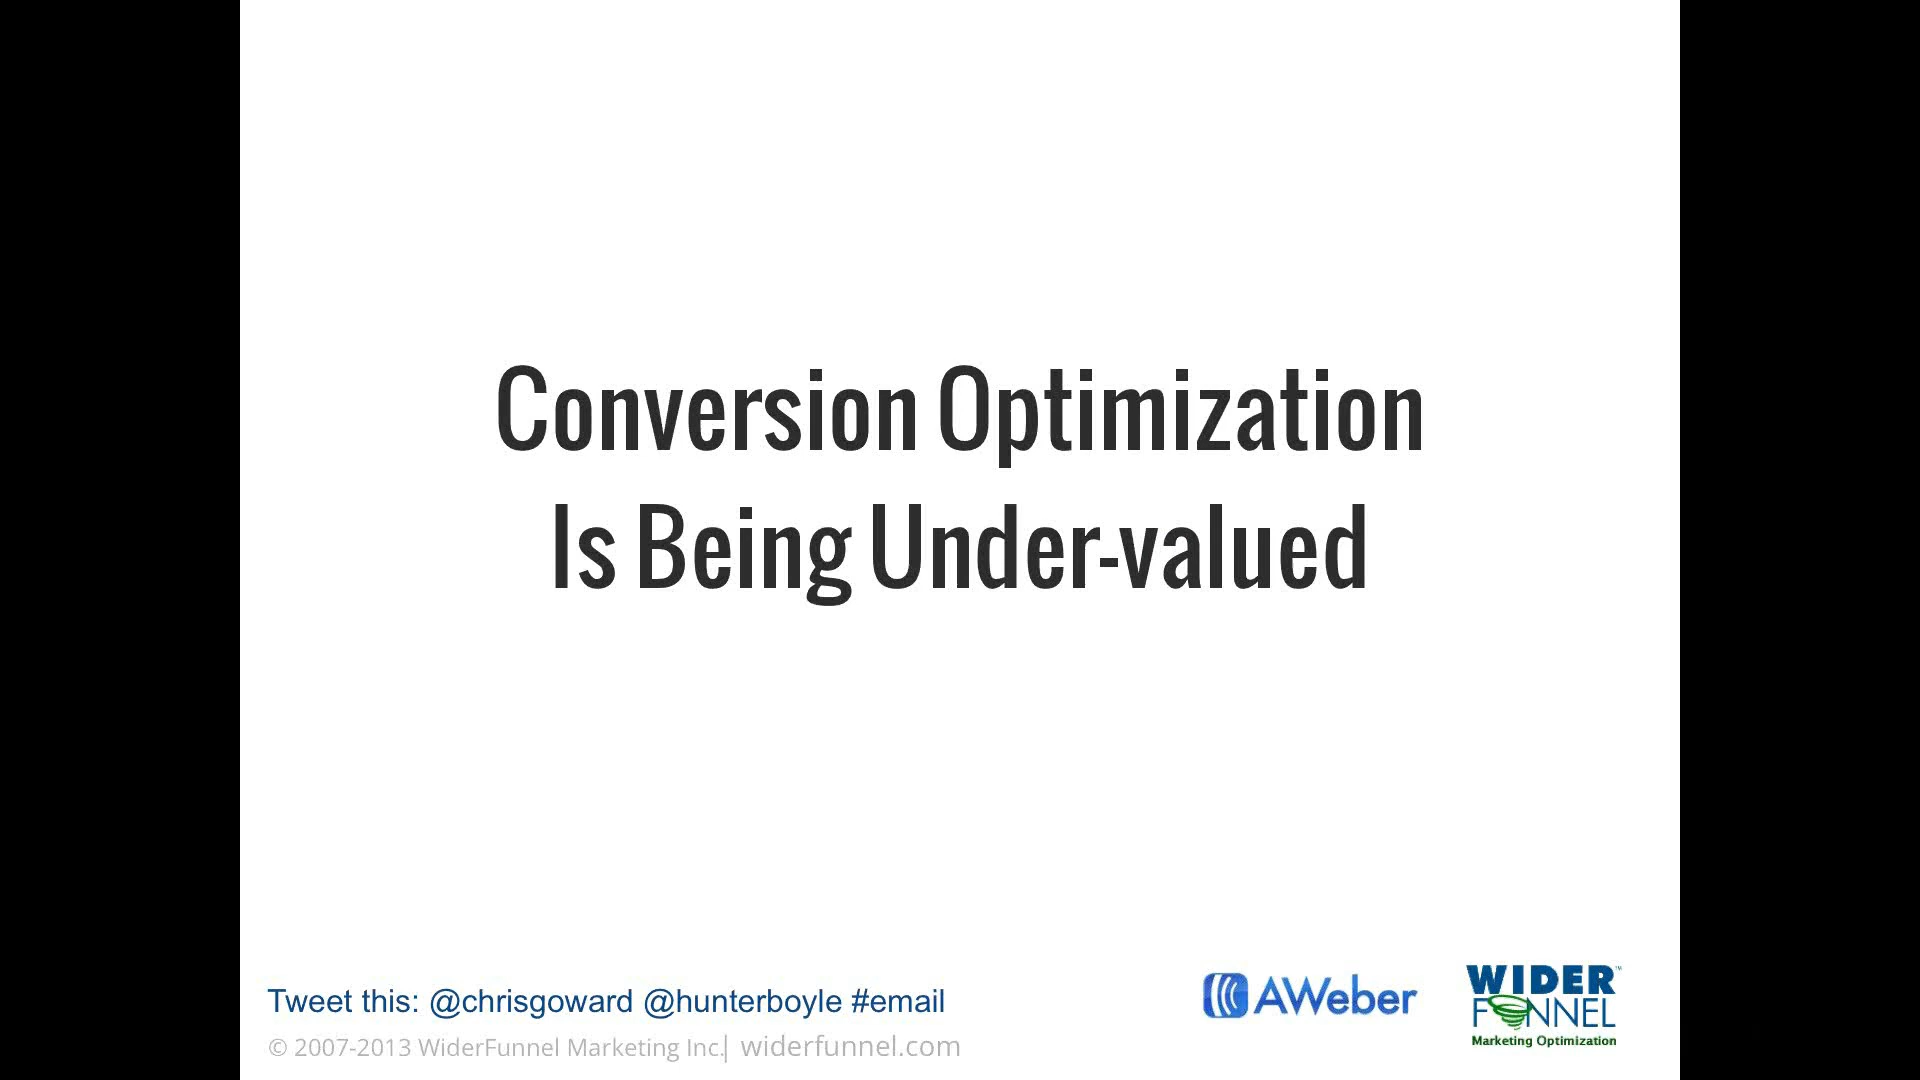 Conversion Optimization
Is Being Under-valued
Tweet this: @chrisgoward @hunterboyle #email
© 2007-2013 WiderFunnel Marketing Inc.| widerfunnel.com
AWeber
WIDER™
FUNNEL
Marketing Optimization